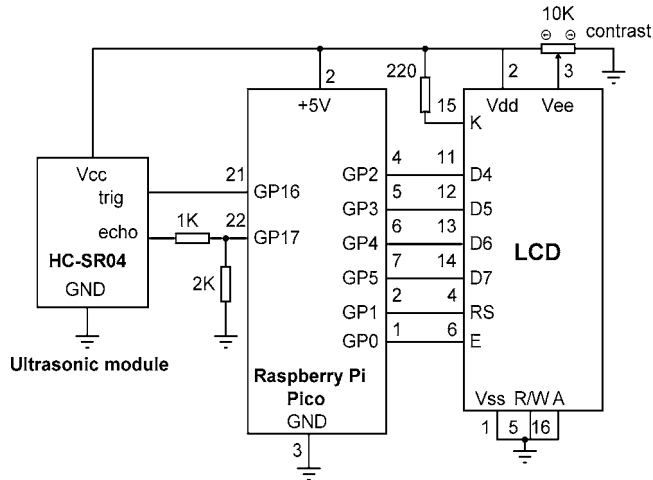 10K
contrast
220
2
2
3
+5V
15
Vdd
Vee
K
Vcc
trig
21
GP16
GP2
4
11
D4
echo
1K
22
GP17
GP3
5
12
D5
HC-SR04
GP4
6
13
D6
LCD
GND
2K
GP5
7
14
D7
GP1
2
4
RS
GP0
1
6
E
Ultrasonic module
Raspberry Pi
Pico
GND
3
Vss
R/W
A
1
5
16